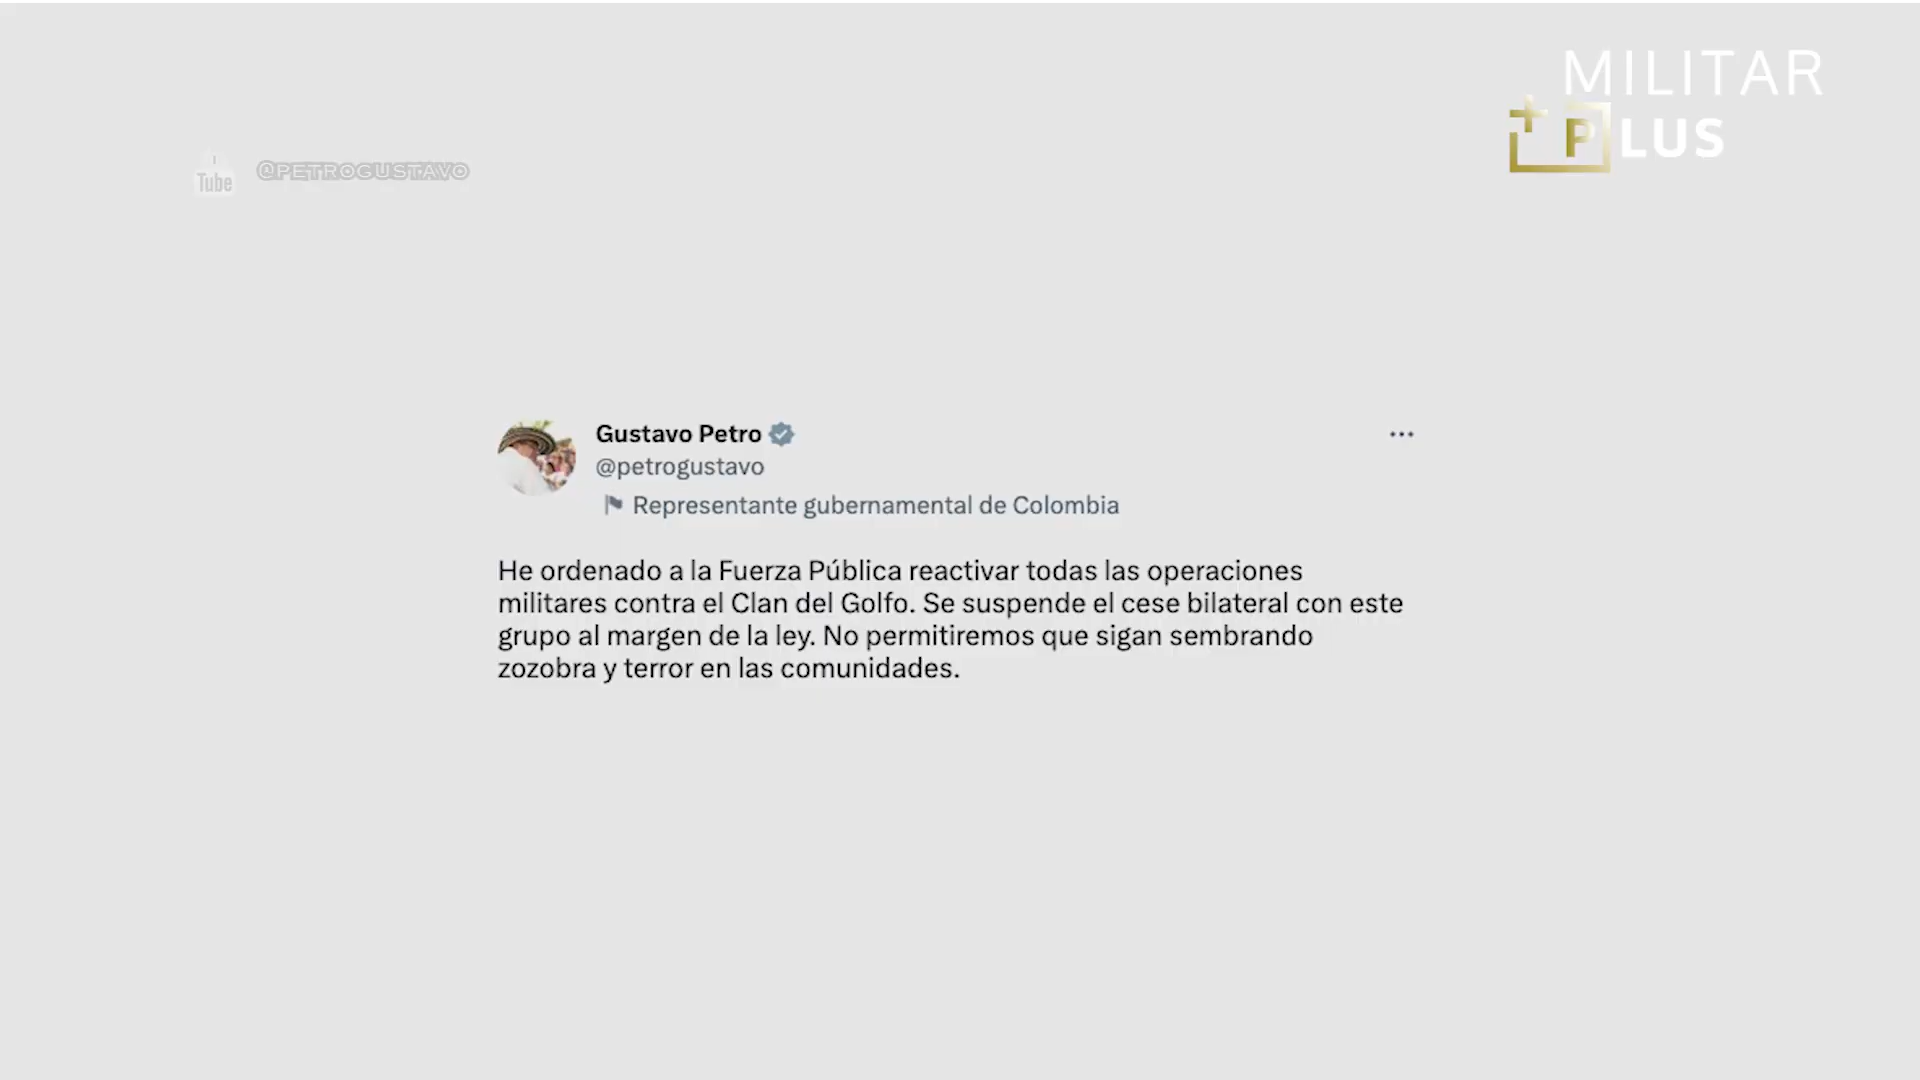 MILITAR
PLUS
Tube @PETROGUSTAVO
Gustavo Petro
@petrogustavo
Representante gubernamental de Colombia
He ordenado a la Fuerza Pública reactivar todas las operaciones
militares contra el Clan del Golfo. Se suspende el cese bilateral con este
grupo al margen de la ley. No permitiremos que sigan sembrando
zozobra y terror en las comunidades.